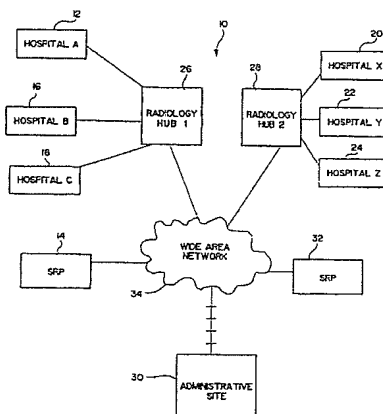 12
10
20
HOSPITAL A
HOSPITAL X
26
28
16
22
HOSPITAL B
RADIOLOGY
HUB 1
RADIOLOGY
HUB 2
HOSPITAL Y
18
24
HOSPITAL C
HOSPITAL Z
14
32
SRP
WIDE AREA
NETWORK
SRP
34
30
ADMINISTRATIVE
SITE